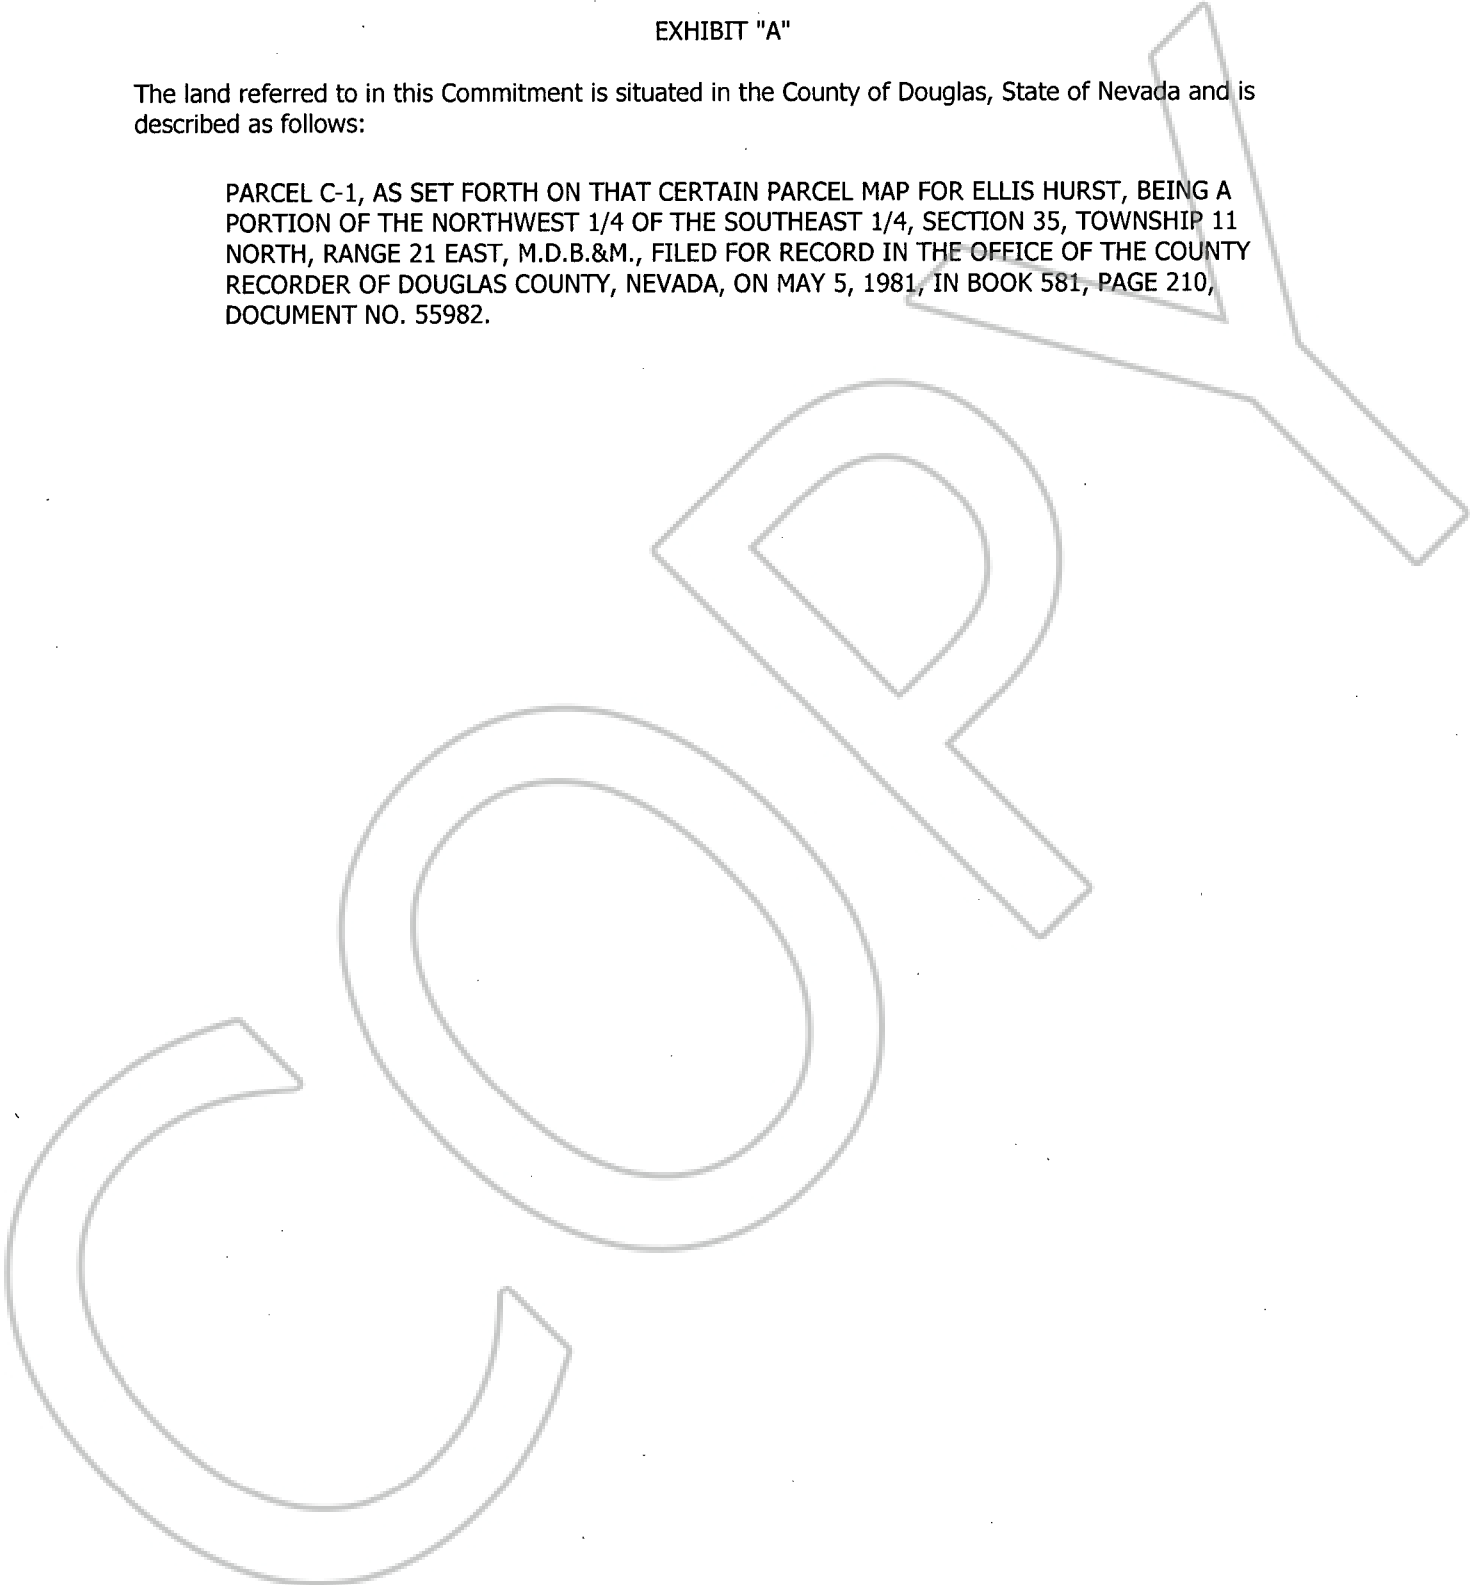 EXHIBIT "A"
The land referred to in this Commitment is situated in the County of Douglas, State of Nevada and is
described as follows:
PARCEL C-1, AS SET FORTH ON THAT CERTAIN PARCEL MAP FOR ELLIS HURST, BEING A
PORTION OF THE NORTHWEST 1/4 OF THE SOUTHEAST 1/4, SECTION 35, TOWNSHIP 11
NORTH, RANGE 21 EAST, M.D.B.&M., FILED FOR RECORD IN THE OFFICE OF THE COUNTY
RECORDER OF DOUGLAS COUNTY, NEVADA, ON MAY 5, 1981, IN BOOK 581, PAGE 210,
DOCUMENT NO. 55982.
COPY